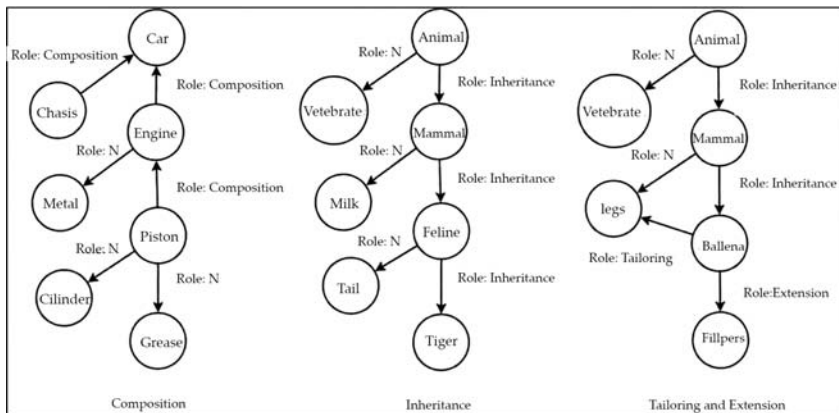 Car
Role: Composition
Role: Composition
Chasis
Engine
Role: N
Role: Composition
Metal
Piston
Role: N
Role: N
Cilinder
Grease
Composition
Animal
Role: N
Role: Inheritance
Vetebrate
Mammal
Role: N
Role: Inheritance
Milk
Feline
Role: N
Role: Inheritance
Tail
Tiger
Inheritance
Animal
Role: N
Role: Inheritance
Vetebrate
Mammal
Role: N
Role: Inheritance
legs
Ballena
Role: Tailoring
Role:Extension
Fillpers
Tailoring and Extension